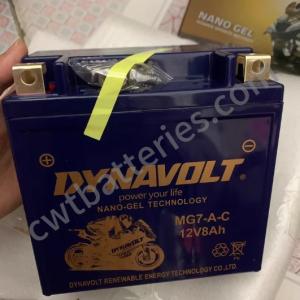 NANO GEL
DYNAVOLT®
power your life
NANO-GEL TECHNOLOGY
MG7-A-C
12V8Ah
DYNAVOLT RENEWABLE ENERGY TECHNOLOGY CO.,LTD.
cwtbatteries.com